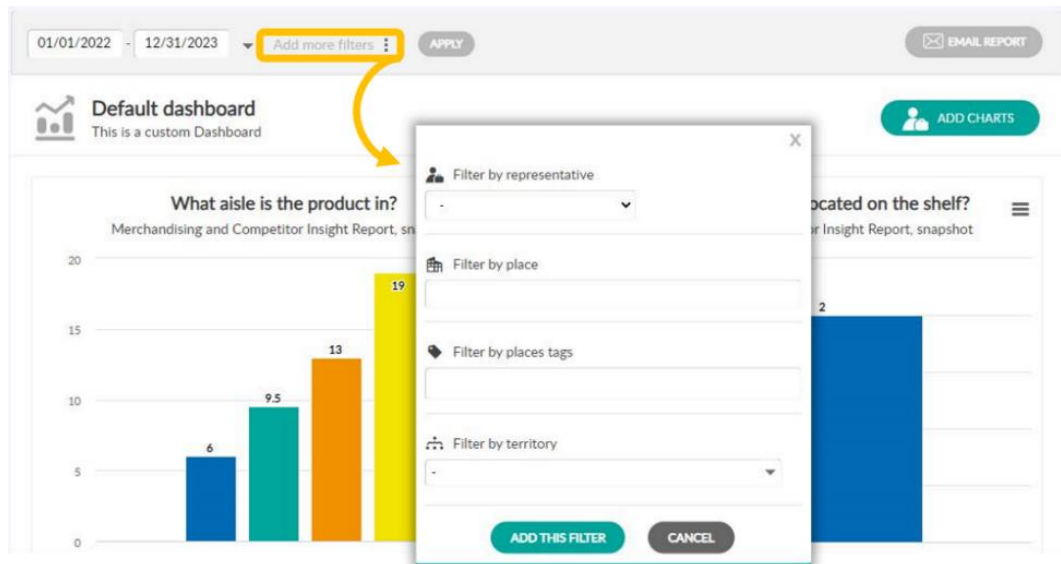 01/01/2022 - 12/31/2023 Add more filters APPLY EMAIL REPORT
Default dashboard
This is a custom Dashboard
ADD CHARTS
X
Filter by representative
-
Filter by place
Filter by places tags
Filter by territory
-
ADD THIS FILTER CANCEL
What aisle is the product in?
Merchandising and Competitor Insight Report,
20
15
10
5
0
6
9.5
13
19
on the shelf?
Insight Report, snapshot
2